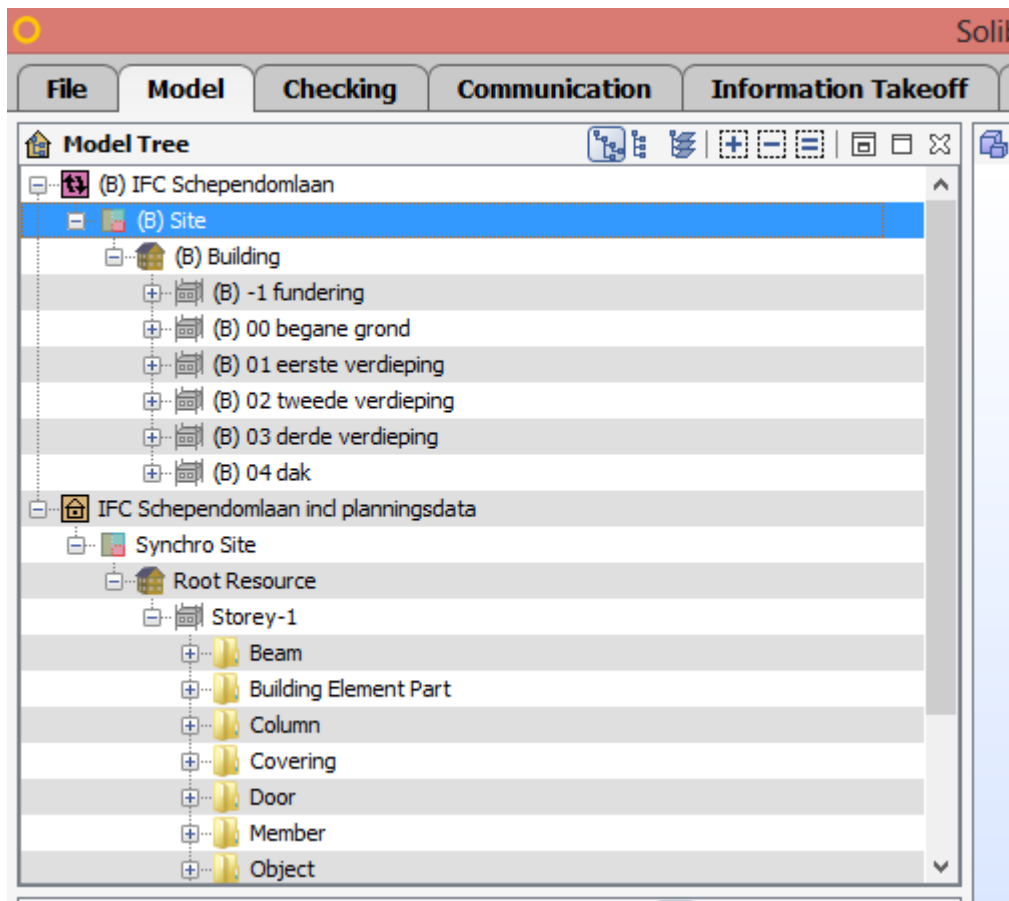 Soli
File Model Checking Communication Information Takeoff
Model Tree
(B) IFC Schependomlaan
(B) Site
(B) Building
(B) -1 fundering
(B) 00 begane grond
(B) 01 eerste verdieping
(B) 02 tweede verdieping
(B) 03 derde verdieping
(B) 04 dak
IFC Schependomlaan incl planningsdata
Synchro Site
Root Resource
Storey-1
Beam
Building Element Part
Column
Covering
Door
Member
Object